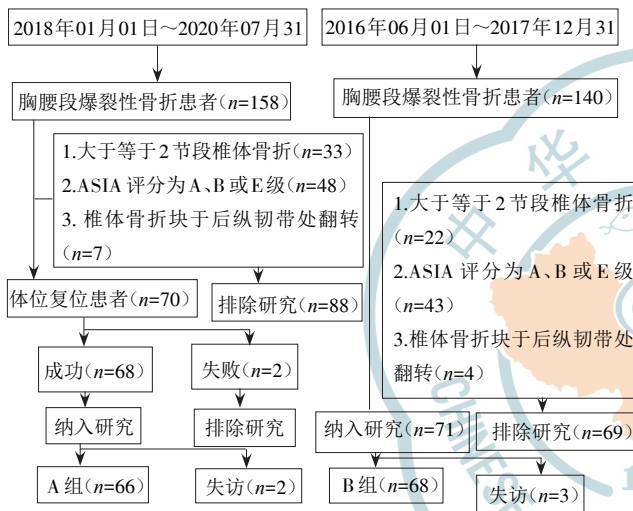 2018年01月01日～2020年07月31
胸腰段爆裂性骨折患者(n=158)
1.大于等于2节段椎体骨折(n=33)
2.ASIA评分为A、B或E级(n=48)
3. 椎体骨折块于后纵韧带处翻转
(n=7)
体位复位患者(n=70)
排除研究(n=88)
成功(n=68)
失败(n=2)
纳入研究
排除研究
A组(n=66)
失访(n=2)
2016年06月01日～2017年12月31
胸腰段爆裂性骨折患者(n=140)
1.大于等于2节段椎体骨折
(n=22)
2.ASIA评分为A、B或E级
(n=43)
3.椎体骨折块于后纵韧带处
翻转(n=4)
纳入研究(n=71)
排除研究(n=69)
B组(n=68)
失访(n=3)
中华
CHINESE